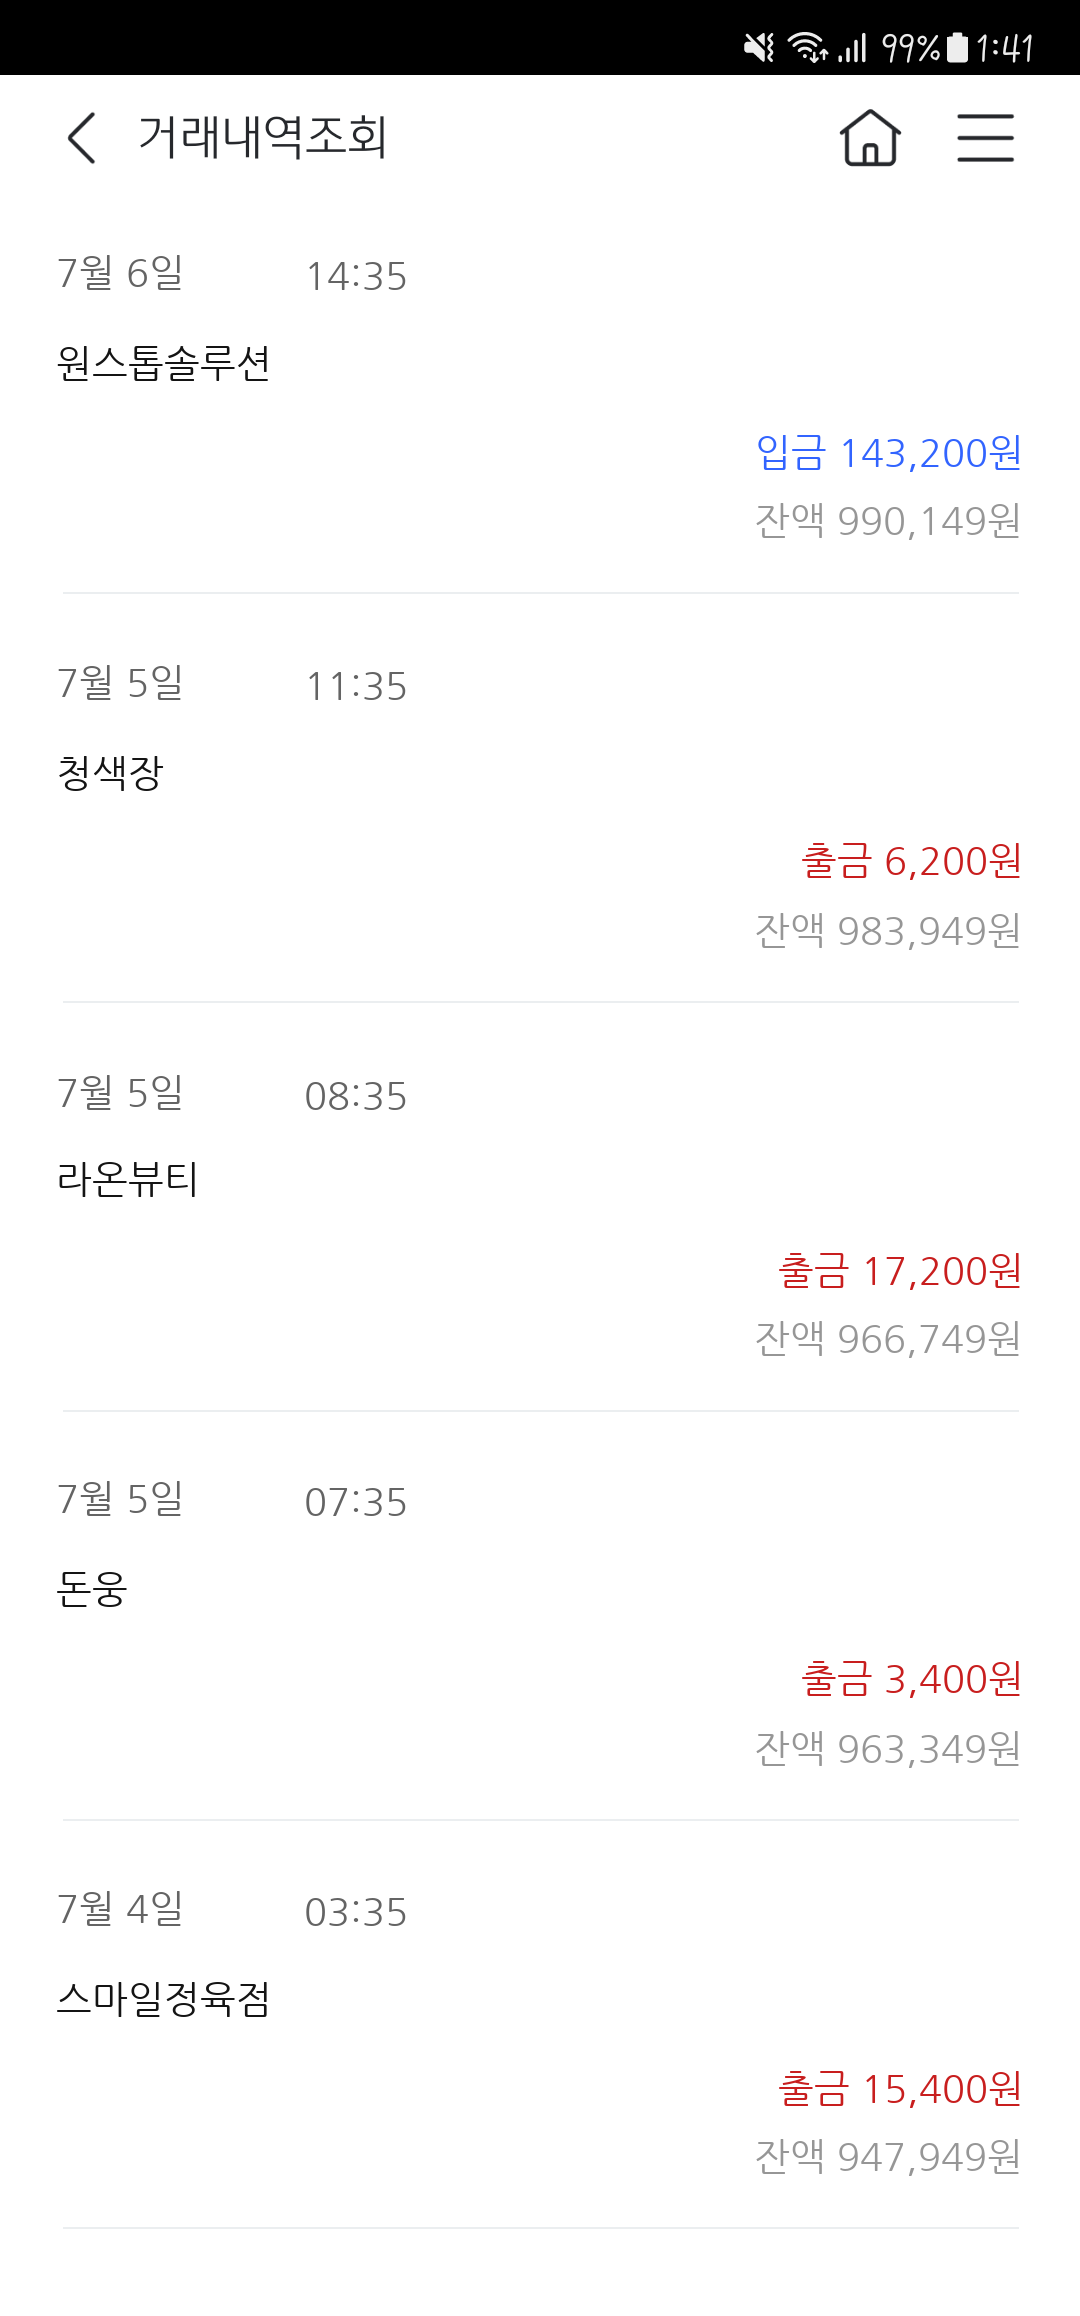 99% 1:41
거래내역조회
7월 6일 14:35
원스톱솔루션
입금 143,200원
잔액 990,149원
7월 5일 11:35
청색장
출금 6,200원
잔액 983,949원
7월 5일 08:35
라온뷰티
출금 17,200원
잔액 966,749원
7월 5일 07:35
돈웅
출금 3,400원
잔액 963,349원
7월 4일 03:35
스마일정육점
출금 15,400원
잔액 947,949원